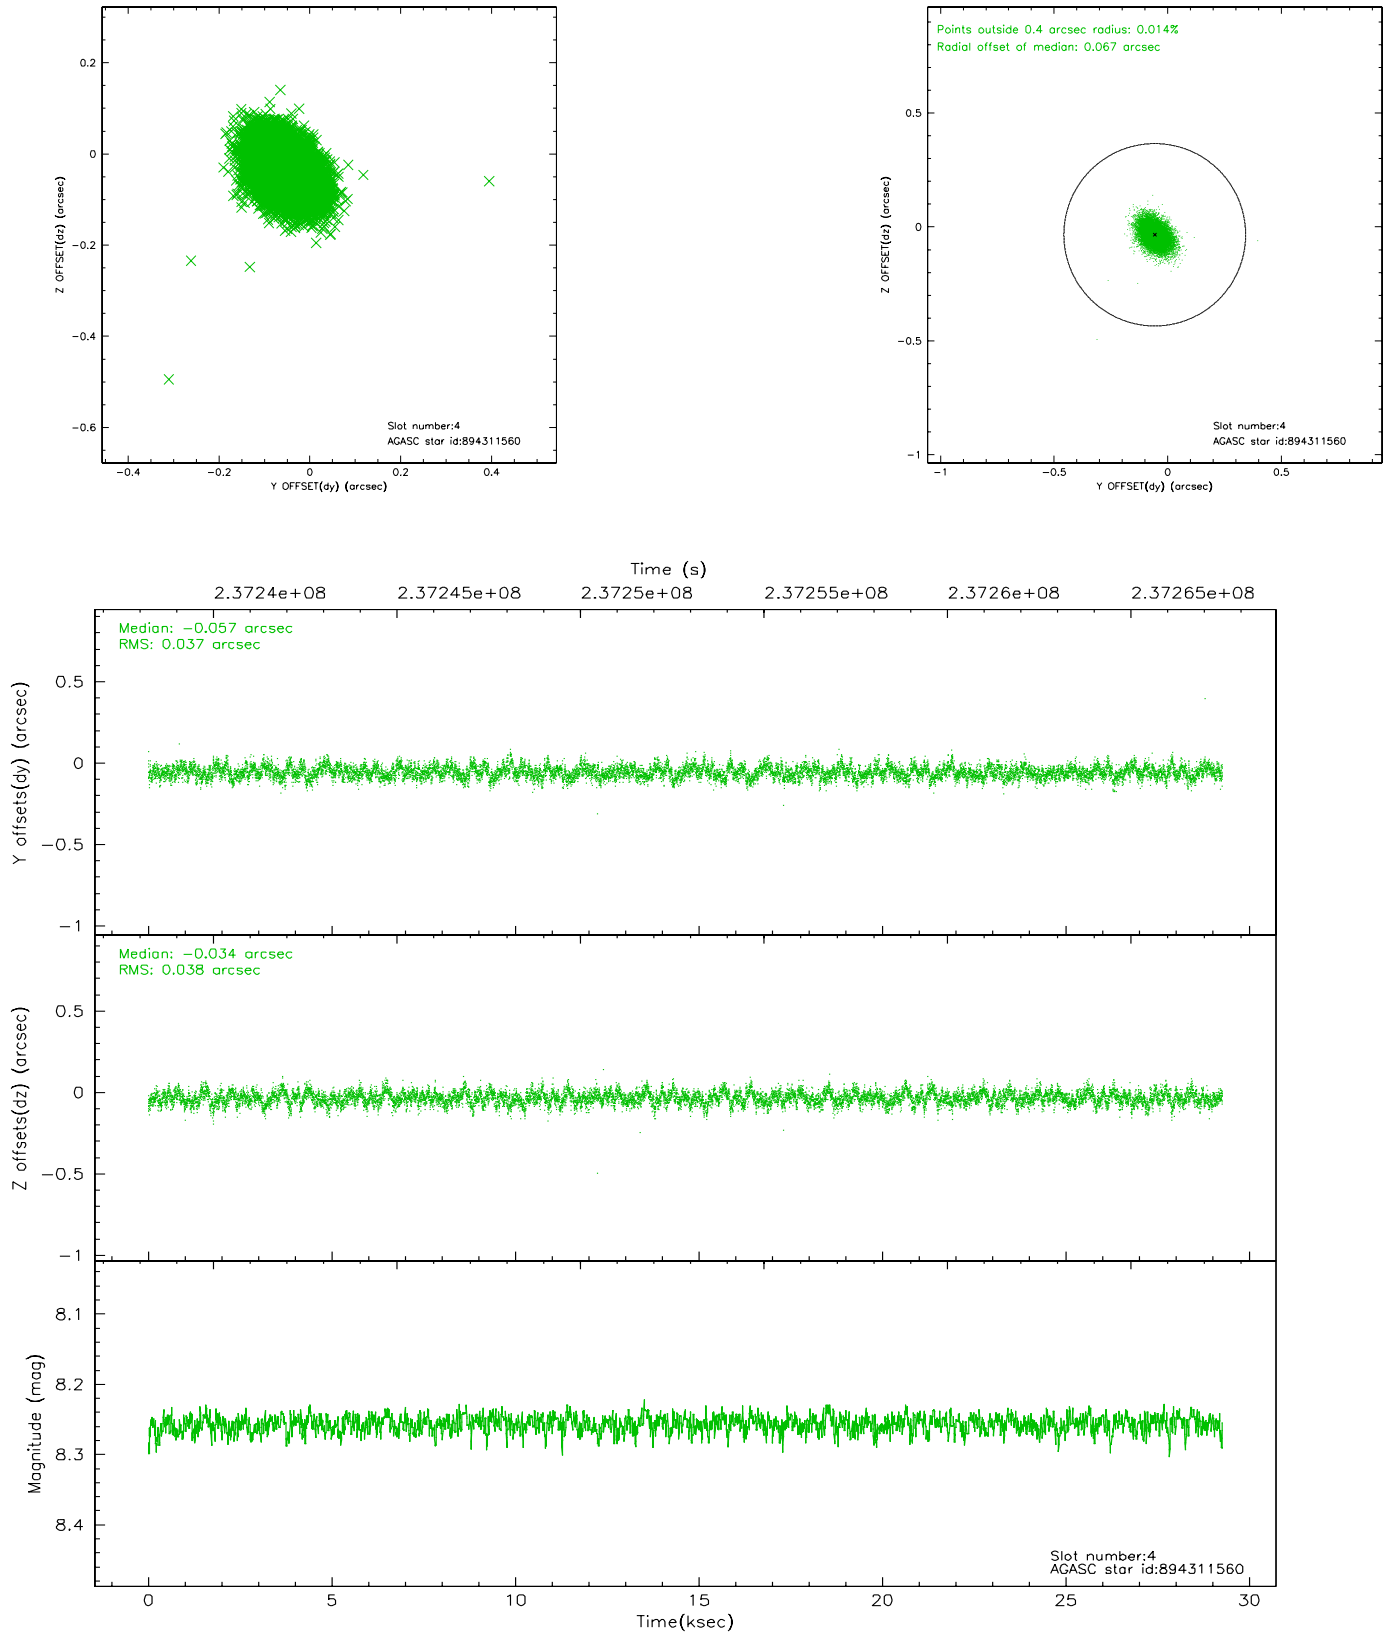 0.2
0
-0.2
-0.4
-0.6
-0.4
-0.2
0
0.2
0.4
Z OFFSET(dz) (arcsec)
Y OFFSET(dy) (arcsec)
Slot number:4
AGASC star id:894311560
Points outside 0.4 arcsec radius: 0.014%
Radial offset of median: 0.067 arcsec
0.5
0
-0.5
-1
-1
-0.5
0
0.5
Z OFFSET(dz) (arcsec)
Y OFFSET(dy) (arcsec)
Slot number:4
AGASC star id:894311560
Time (s)
2.3724e+08
2.37245e+08
2.3725e+08
2.37255e+08
2.3726e+08
2.37265e+08
Median: -0.057 arcsec
RMS: 0.037 arcsec
0.5
0
-0.5
-1
Y offsets(dy) (arcsec)
Median: -0.034 arcsec
RMS: 0.038 arcsec
0.5
0
-0.5
-1
Z offsets(dz) (arcsec)
8.1
8.2
8.3
8.4
Magnitude (mag)
Slot number:4
AGASC star id:894311560
0
5
10
15
20
25
30
Time(ksec)